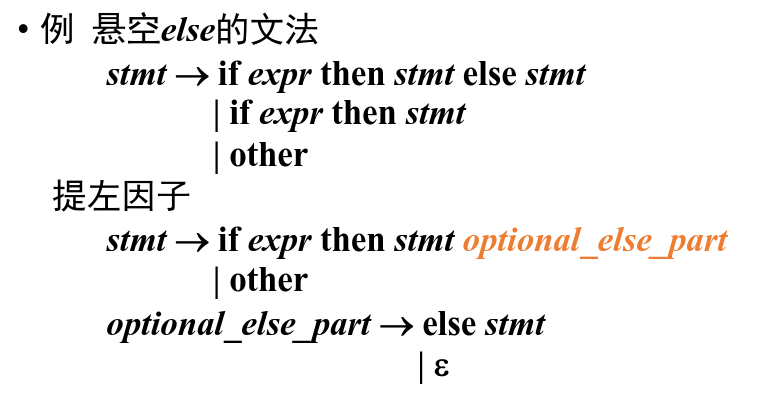 • 例 悬空else的文法
stmt → if expr then stmt else stmt
| if expr then stmt
| other
提左因子
stmt → if expr then stmt optional_else_part
| other
optional_else_part → else stmt
| ε